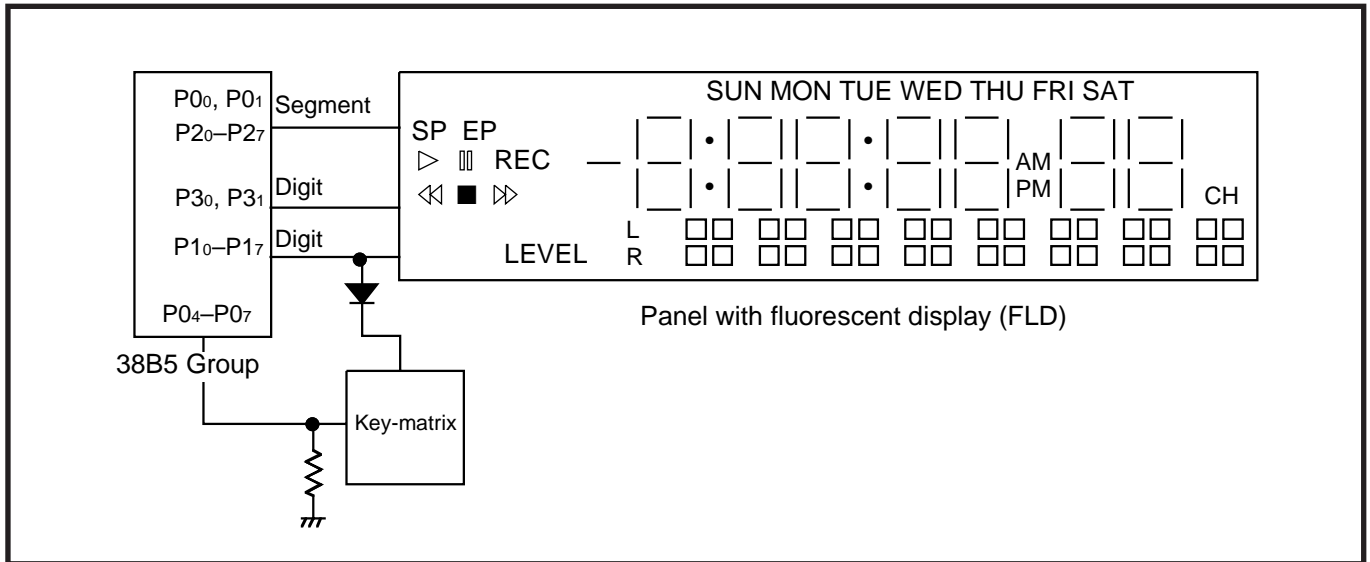 P00, P01
P20–P27
P30, P31
P10–P17
P04–P07
38B5 Group
Segment
Digit
Digit
SUN MON TUE WED THU FRI SAT
SP EP
REC
AM
PM
CH
LEVEL
L
R
Panel with fluorescent display (FLD)
Key-matrix